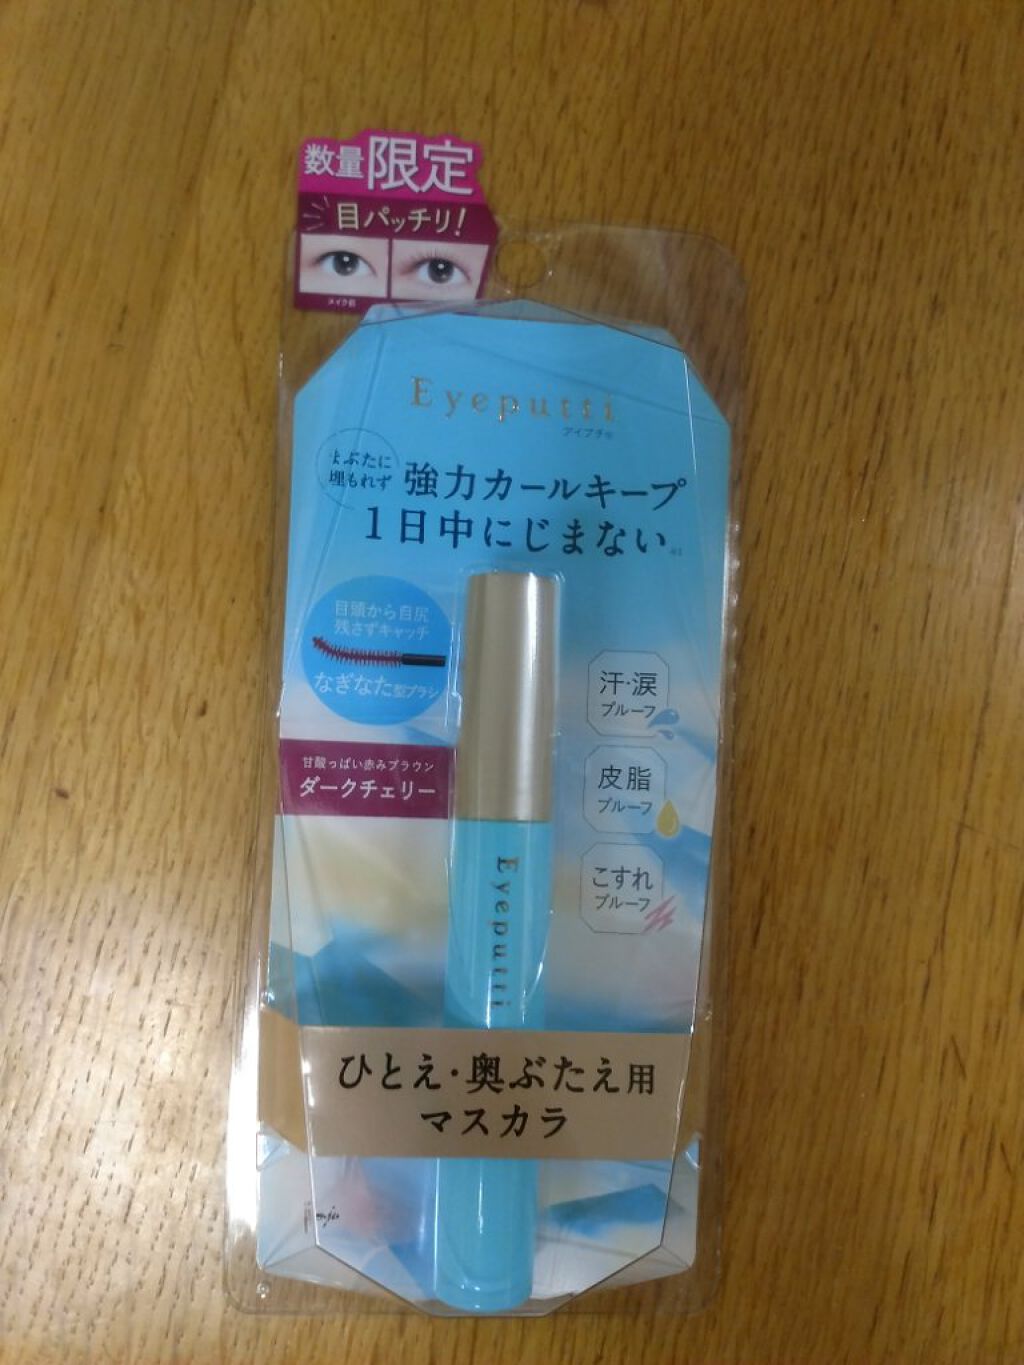 数量限定
目パッチリ!
メイク前
Eyeputti
アイプチ®
まぶたに
埋もれず
強力カールキープ
1日中にじまない
目頭から目尻
残さずキャッチ
なぎなた型ブラシ
汗・涙
プルーフ
皮脂
プルーフ
甘酸っぱい赤みブラウン
ダークチェリー
こすれ
プルーフ
Eyeputti
ひとえ・奥ぶたえ用
マスカラ